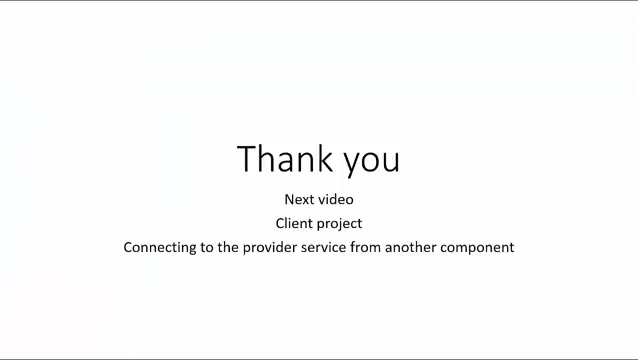 Thank you
Next video
Client project
Connecting to the provider service from another component